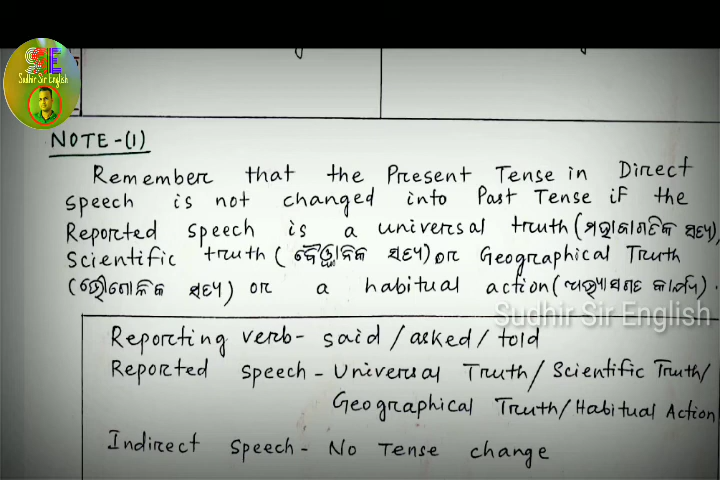 SSE
Sudhir Sir English
NOTE-(1)
Remember that the Present Tense in Direct
speech is not changed into Past Tense if the
Reported speech is a universal truth (ମହାଜାଗତିକ ସତ୍ୟ),
Scientific truth (ବୈଜ୍ଞାନିକ ସତ୍ୟ) or Geographical Truth
(ଭୌଗୋଳିକ ସତ୍ୟ) or a habitual action (ଅଭ୍ୟାସଗତ କାର୍ଯ୍ୟ).
Sudhir Sir English
Reporting verb- said/asked/told
Reported speech - Universal Truth/Scientific Truth/
Geographical Truth/Habitual Action
Indirect speech - No Tense change